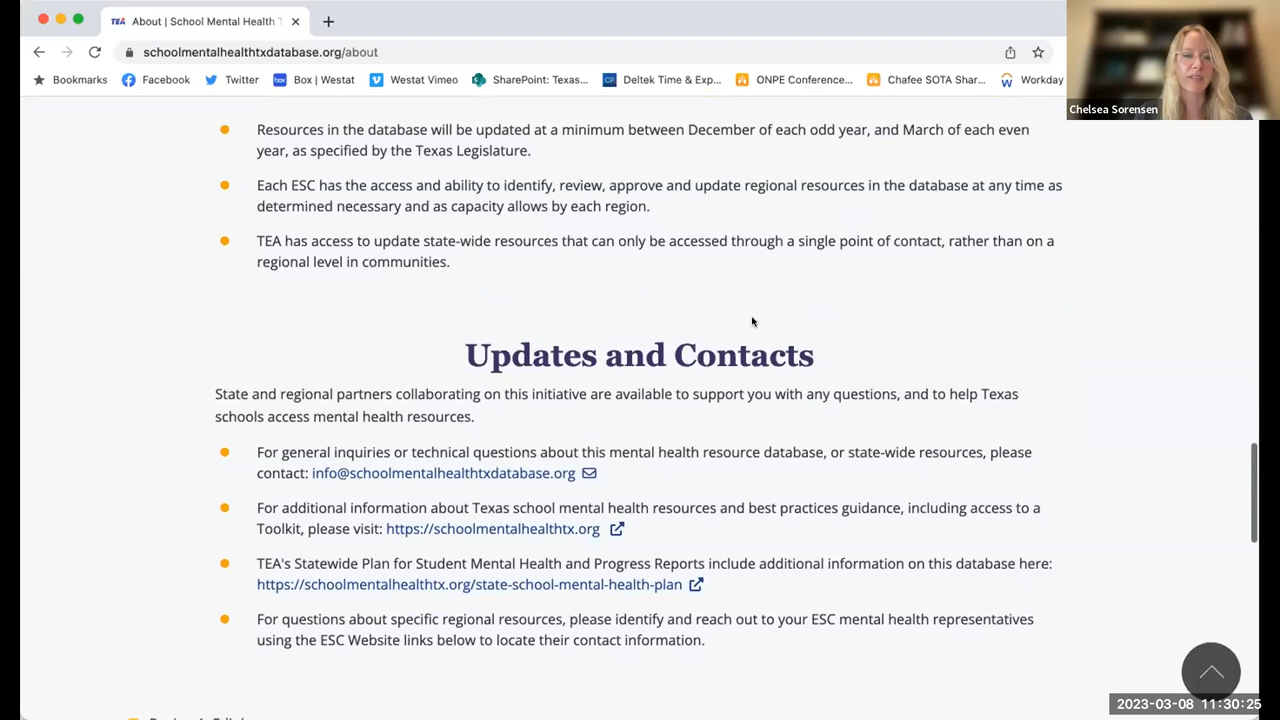 TEA About | School Mental Health T
schoolmentalhealthtxdatabase.org/about
Bookmarks Facebook Twitter box Box | Westat Westat Vimeo SharePoint: Texas... CP Deltek Time & Exp... ONPE Conference... Chafee SOTA Shar... Workday
Chelsea Sorensen
Resources in the database will be updated at a minimum between December of each odd year, and March of each even
year, as specified by the Texas Legislature.
Each ESC has the access and ability to identify, review, approve and update regional resources in the database at any time as
determined necessary and as capacity allows by each region.
TEA has access to update state-wide resources that can only be accessed through a single point of contact, rather than on a
regional level in communities.
Updates and Contacts
State and regional partners collaborating on this initiative are available to support you with any questions, and to help Texas
schools access mental health resources.
For general inquiries or technical questions about this mental health resource database, or state-wide resources, please
contact: info@schoolmentalhealthtxdatabase.org
For additional information about Texas school mental health resources and best practices guidance, including access to a
Toolkit, please visit: https://schoolmentalhealthtx.org
TEA's Statewide Plan for Student Mental Health and Progress Reports include additional information on this database here:
https://schoolmentalhealthtx.org/state-school-mental-health-plan
For questions about specific regional resources, please identify and reach out to your ESC mental health representatives
using the ESC Website links below to locate their contact information.
2023-03-08 11:30:25